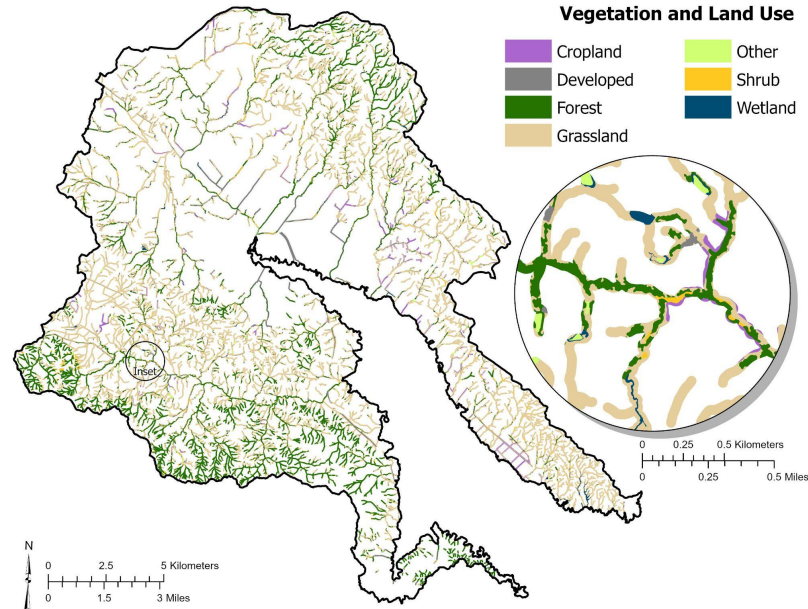 Vegetation and Land Use
Cropland
Other
Developed
Shrub
Forest
Wetland
Grassland
Inset
0 0.25 0.5 Kilometers
0 0.25 0.5 Miles
N
0 2.5 5 Kilometers
0 1.5 3 Miles